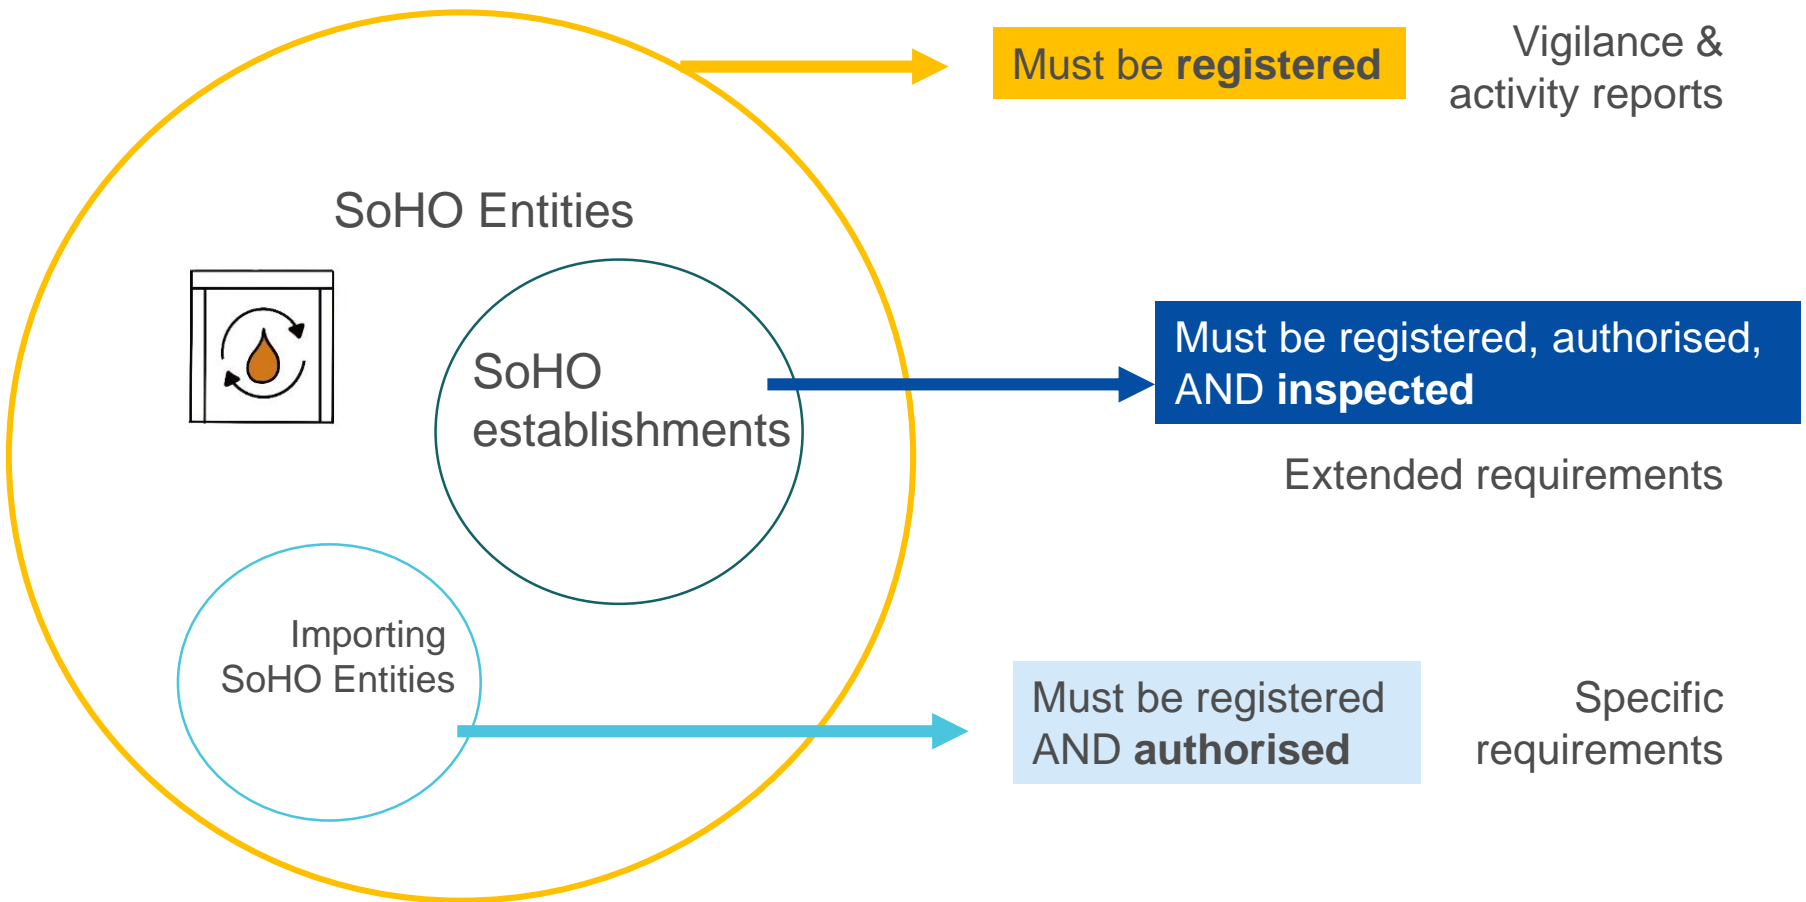 Must be registered
Vigilance &
activity reports
SoHO Entities
SoHO
establishments
Must be registered, authorised,
AND inspected
Extended requirements
Importing
SoHO Entities
Must be registered
AND authorised
Specific
requirements